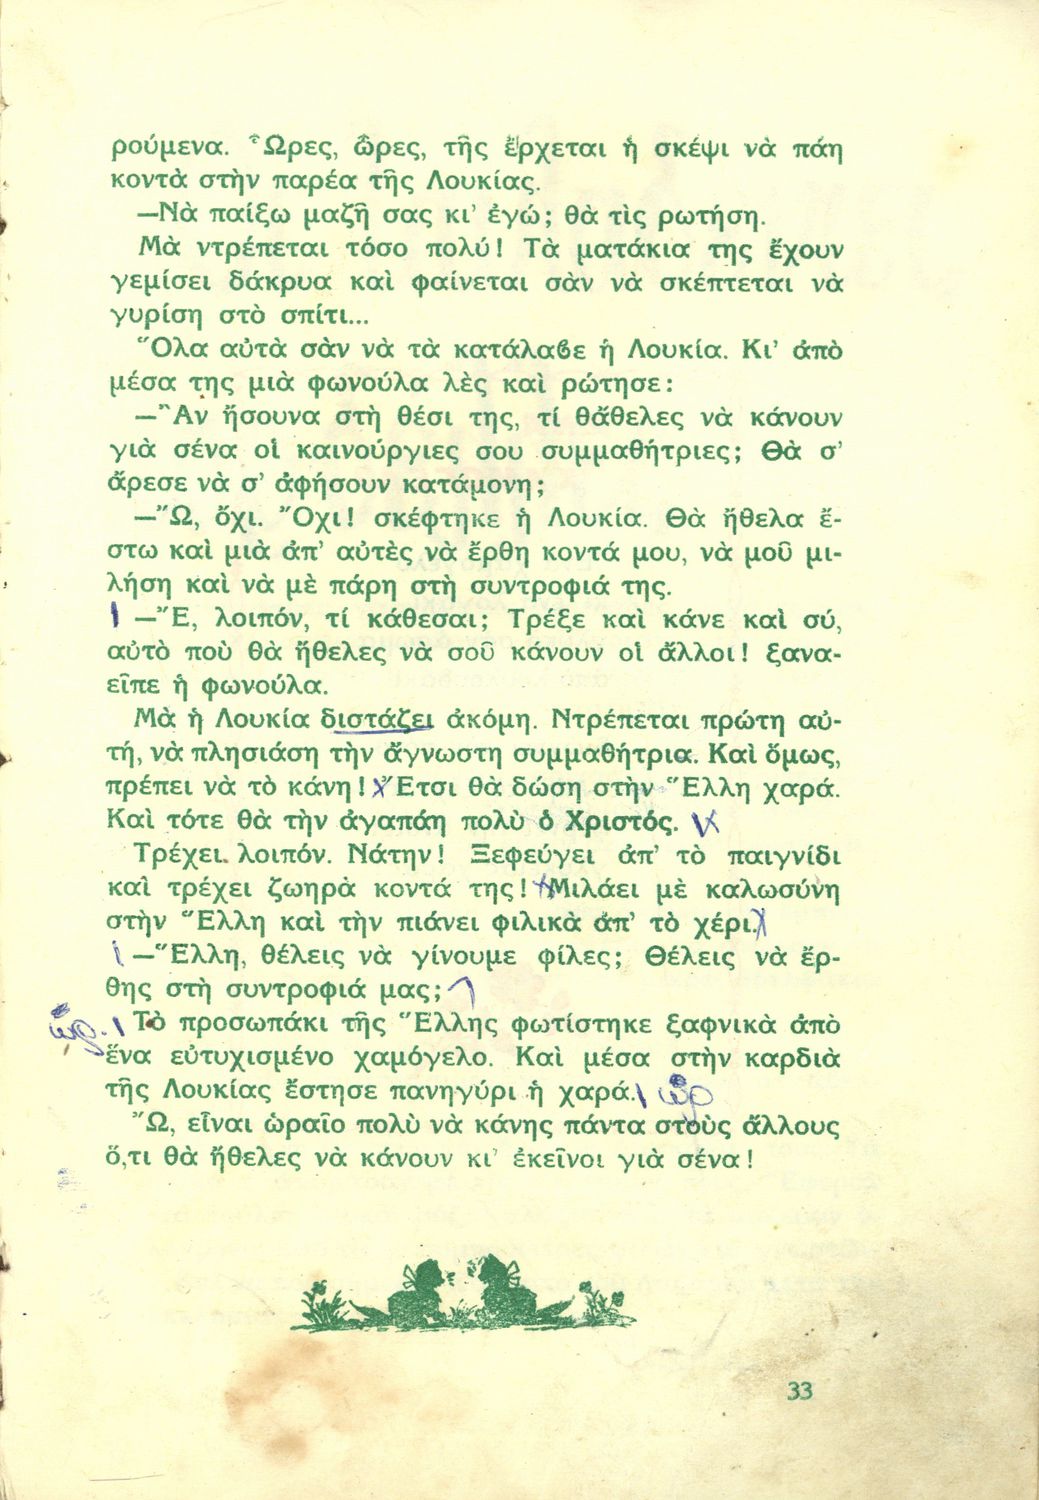 ρούμενα. Ὧρες, ὧρες, τῆς ἔρχεται ἡ σκέψι νὰ πάη
κοντὰ στὴν παρέα τῆς Λουκίας.
—Νὰ παίξω μαζῆ σας κι' ἐγώ; θὰ τὶς ρωτήση.
Μὰ ντρέπεται τόσο πολύ! Τὰ ματάκια της ἔχουν
γεμίσει δάκρυα καὶ φαίνεται σὰν νὰ σκέπτεται νὰ
γυρίση στὸ σπίτι...
Ὅλα αὐτὰ σὰν νὰ τὰ κατάλαβε ἡ Λουκία. Κι' ἀπὸ
μέσα της μιὰ φωνούλα λὲς καὶ ρώτησε:
—Ἂν ἤσουνα στὴ θέσι της, τί θἄθελες νὰ κάνουν
γιὰ σένα οἱ καινούργιες σου συμμαθήτριες; Θὰ σ'
ἄρεσε νὰ σ' ἀφήσουν κατάμονη;
—Ὤ, ὄχι. Ὄχι! σκέφτηκε ἡ Λουκία. Θὰ ἤθελα ἔ-
στω καὶ μιὰ ἀπ' αὐτὲς νὰ ἔρθη κοντά μου, νὰ μοῦ μι-
λήση καὶ νὰ μὲ πάρη στὴ συντροφιά της.
—Ἔ, λοιπόν, τί κάθεσαι; Τρέξε καὶ κάνε καὶ σύ,
αὐτὸ ποὺ θὰ ἤθελες νὰ σοῦ κάνουν οἱ ἄλλοι! ξανα-
εῖπε ἡ φωνούλα.
Μὰ ἡ Λουκία διστάζει ἀκόμη. Ντρέπεται πρώτη αὐ-
τή, νὰ πλησιάση τὴν ἄγνωστη συμμαθήτρια. Καὶ ὅμως,
πρέπει νὰ τὸ κάνη! Ἔτσι θὰ δώση στὴν Ἕλλη χαρά.
Καὶ τότε θὰ τὴν ἀγαπάη πολὺ ὁ Χριστός.
Τρέχει λοιπόν. Νάτην! Ξεφεύγει ἀπ' τὸ παιγνίδι
καὶ τρέχει ζωηρὰ κοντά της! Μιλάει μὲ καλωσύνη
στὴν Ἕλλη καὶ τὴν πιάνει φιλικὰ ἀπ' τὸ χέρι.
—Ἕλλη, θέλεις νὰ γίνουμε φίλες; Θέλεις νὰ ἔρ-
θης στὴ συντροφιά μας;
ὡρ. Τὸ προσωπάκι τῆς Ἕλλης φωτίστηκε ξαφνικὰ ἀπὸ
ἕνα εὐτυχισμένο χαμόγελο. Καὶ μέσα στὴν καρδιὰ
τῆς Λουκίας ἔστησε πανηγύρι ἡ χαρά. ὡρ
Ὤ, εἶναι ὡραῖο πολὺ νὰ κάνης πάντα στοὺς ἄλλους
ὅ,τι θὰ ἤθελες νὰ κάνουν κι' ἐκεῖνοι γιὰ σένα!
33